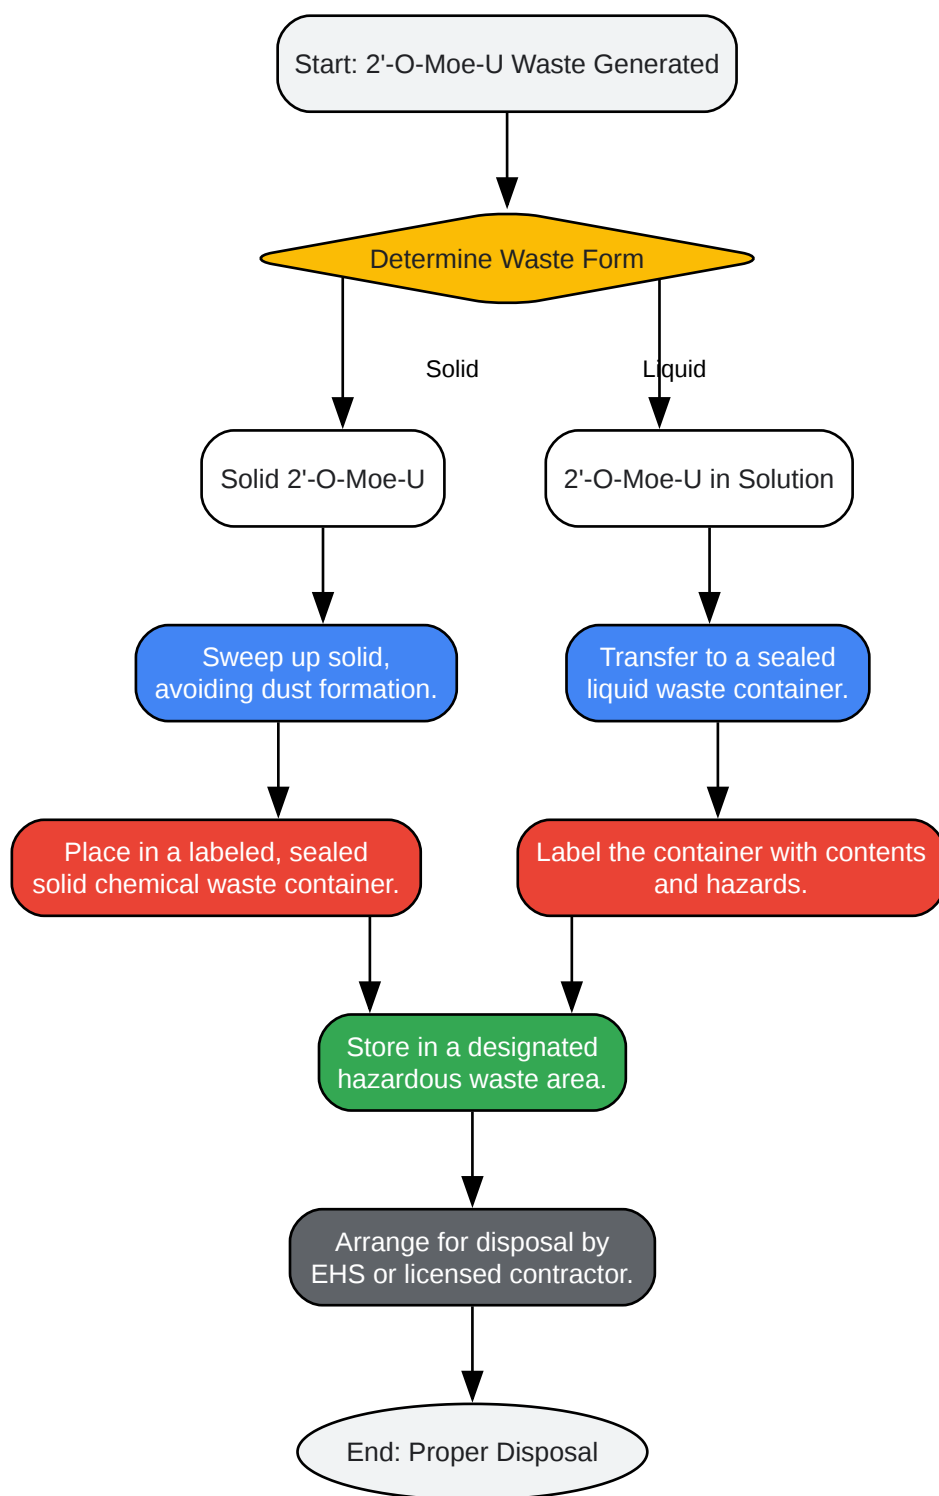 Start: 2'-O-Moe-U Waste Generated
Determine Waste Form
Solid
Liquid
Solid 2'-O-Moe-U
2'-O-Moe-U in Solution
Sweep up solid,
avoiding dust formation.
Transfer to a sealed
liquid waste container.
Place in a labeled, sealed
solid chemical waste container.
Label the container with contents
and hazards.
Store in a designated
hazardous waste area.
Arrange for disposal by
EHS or licensed contractor.
End: Proper Disposal